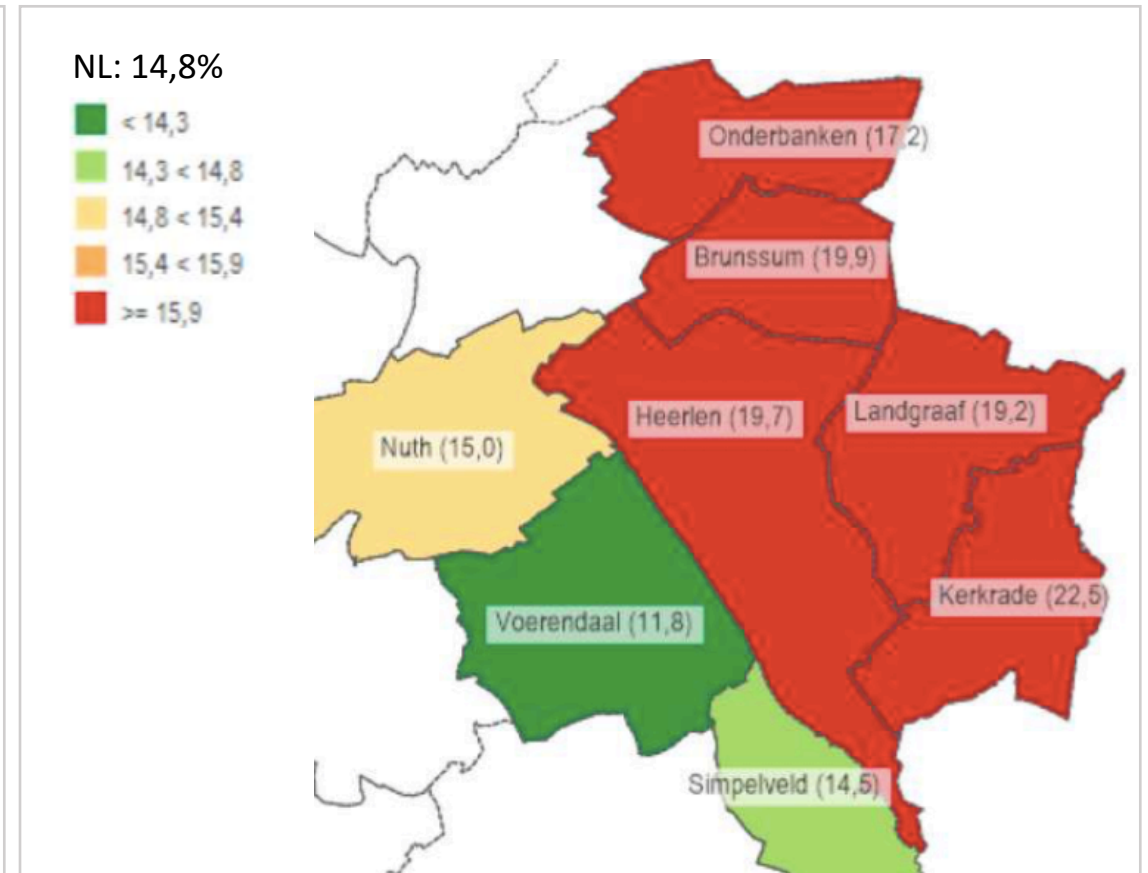 NL: 14,8%
< 14,3
14,3 < 14,8
14,8 < 15,4
15,4 < 15,9
>= 15,9
Onderbanken (17,2)
Brunssum (19,9)
Heerlen (19,7)
Landgraaf (19,2)
Nuth (15,0)
Kerkrade (22,5)
Voerendaal (11,8)
Simpelveld (14,5)